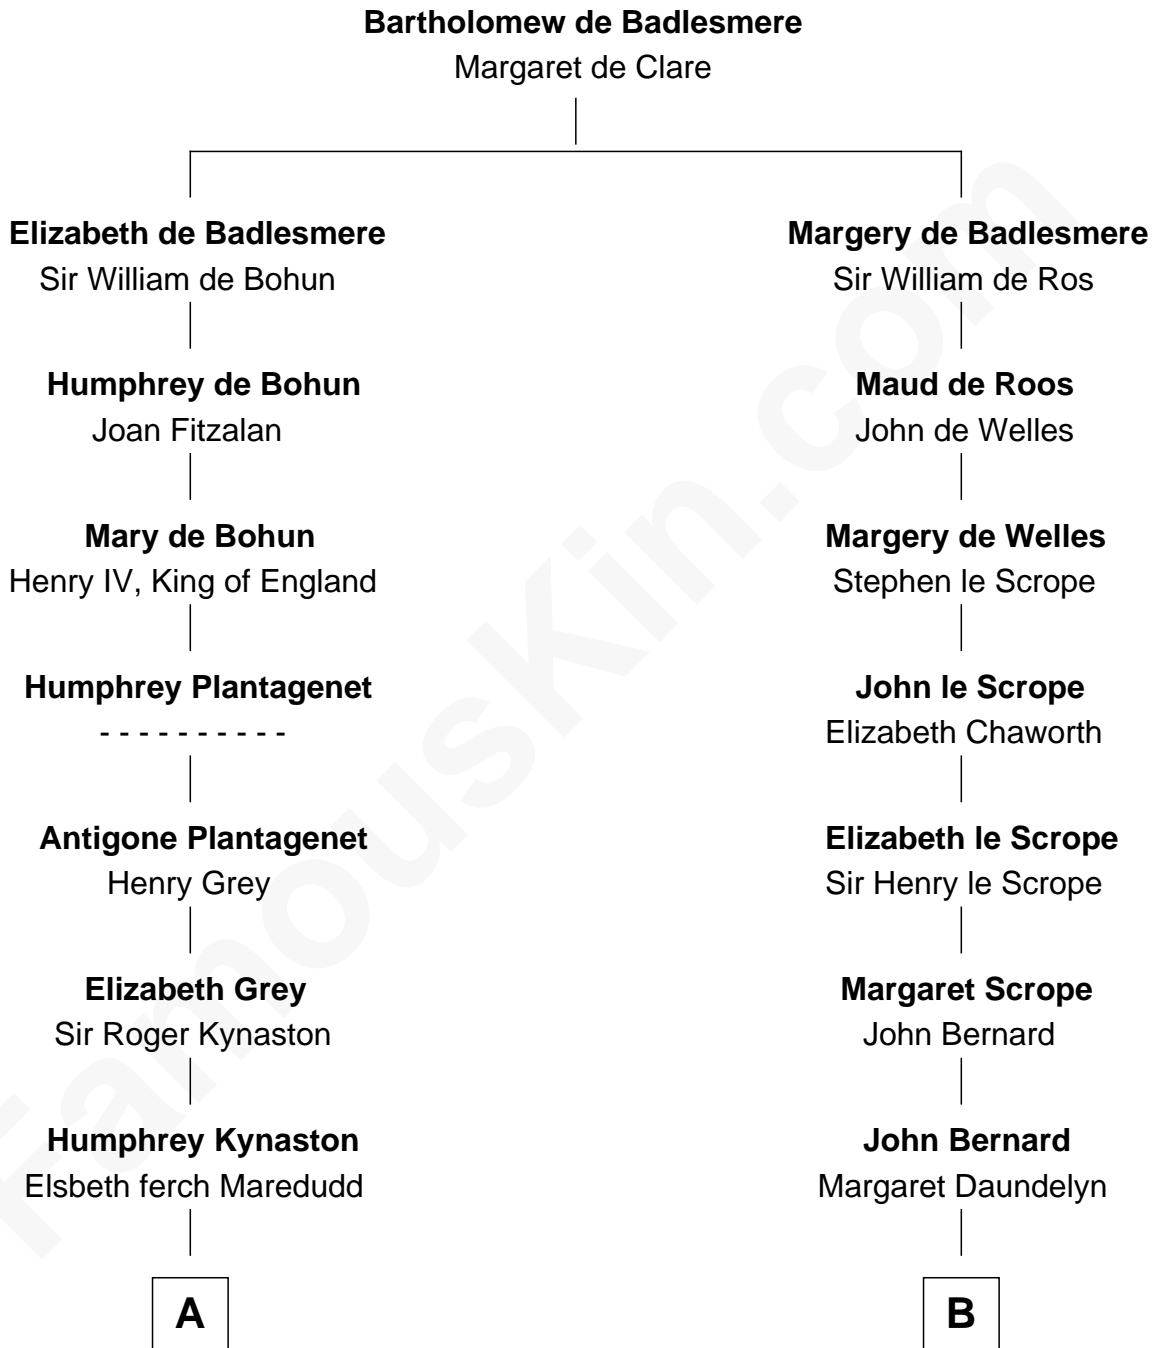 Bartholomew de Badlesmere
Margaret de Clare
Elizabeth de Badlesmere
Sir William de Bohun
Margery de Badlesmere
Sir William de Ros
Humphrey de Bohun
Joan Fitzalan
Maud de Roos
John de Welles
Mary de Bohun
Henry IV, King of England
Margery de Welles
Stephen le Scrope
Humphrey Plantagenet
- - - - - - - - - -
John le Scrope
Elizabeth Chaworth
Antigone Plantagenet
Henry Grey
Elizabeth le Scrope
Sir Henry le Scrope
Elizabeth Grey
Sir Roger Kynaston
Margaret Scrope
John Bernard
Humphrey Kynaston
Elsbeth ferch Maredudd
John Bernard
Margaret Daundelyn
A
B
FamousKin.com